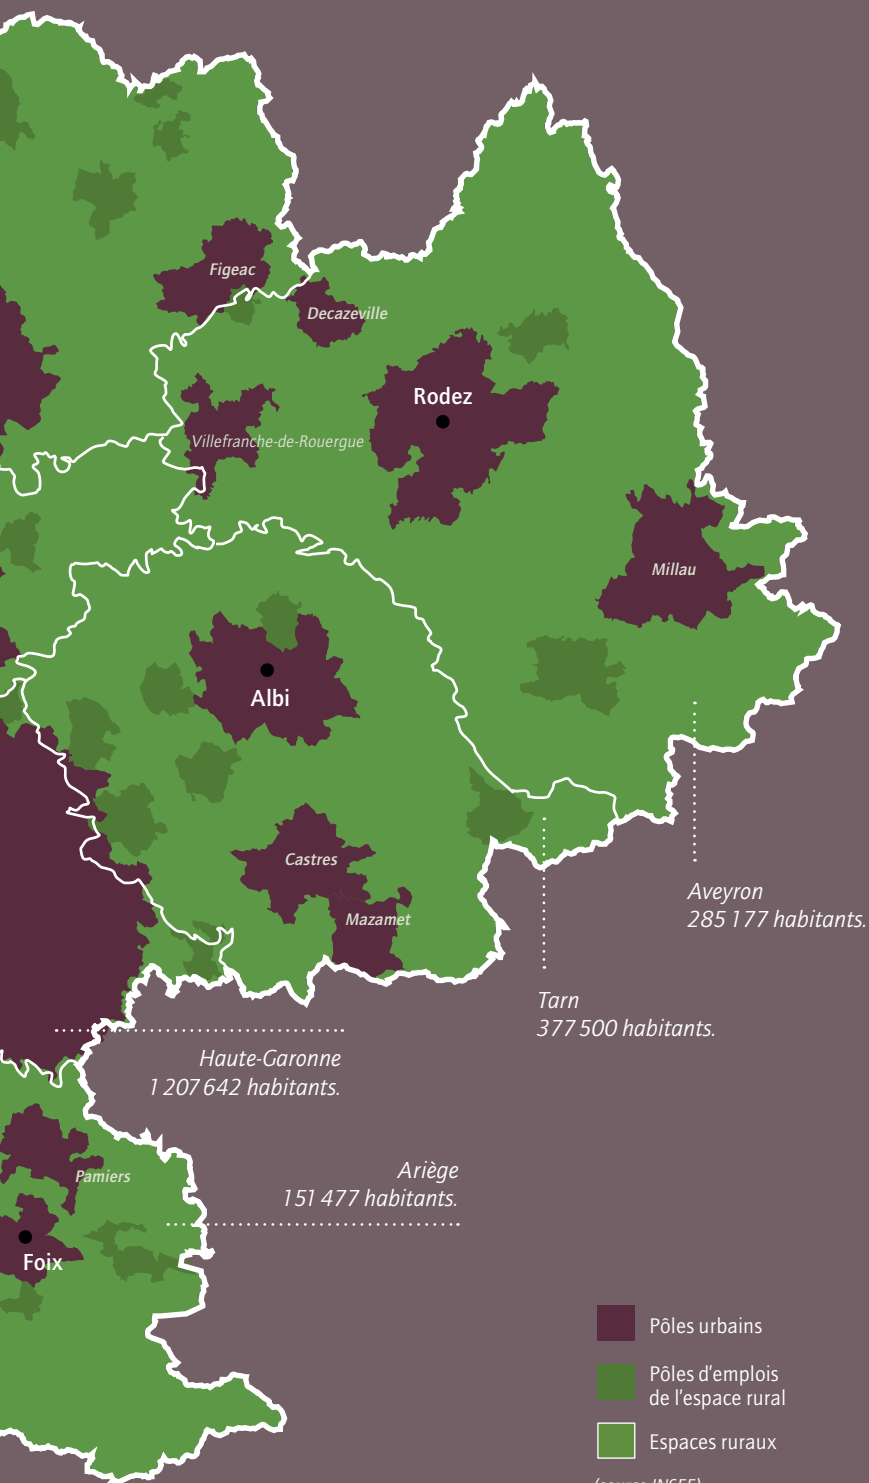 Figeac
Decazeville
Rodez
Villefranche-de-Rouergue
Millau
Albi
Castres
Mazamet
Aveyron
285 177 habitants.
Tarn
377 500 habitants.
Haute-Garonne
1 207 642 habitants.
Ariège
151 477 habitants.
Pamiers
Foix
Pôles urbains
Pôles d'emplois
de l'espace rural
Espaces ruraux
(source INSEE)